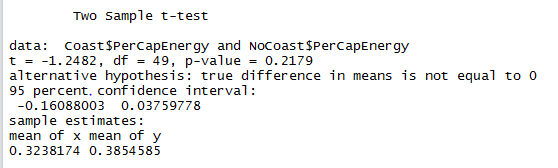 Two Sample t-test
data: Coast$PerCapEnergy and NoCoast$PerCapEnergy
t = -1.2482, df = 49, p-value = 0.2179
alternative hypothesis: true difference in means is not equal to 0
95 percent confidence interval:
-0.16088003 0.03759778
sample estimates:
mean of x mean of y
0.3238174 0.3854585